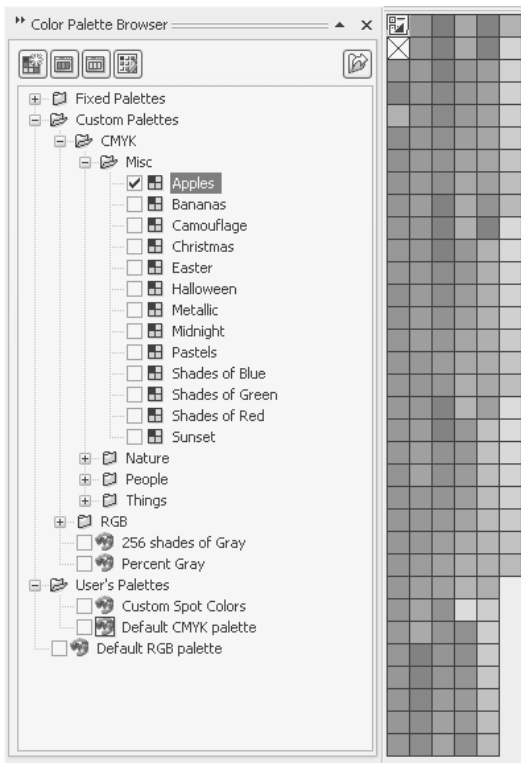 Color Palette Browser
Fixed Palettes
Custom Palettes
CMYK
Misc
Apples
Bananas
Camouflage
Christmas
Easter
Halloween
Metallic
Midnight
Pastels
Shades of Blue
Shades of Green
Shades of Red
Sunset
Nature
People
Things
RGB
256 shades of Gray
Percent Gray
User's Palettes
Custom Spot Colors
Default CMYK palette
Default RGB palette